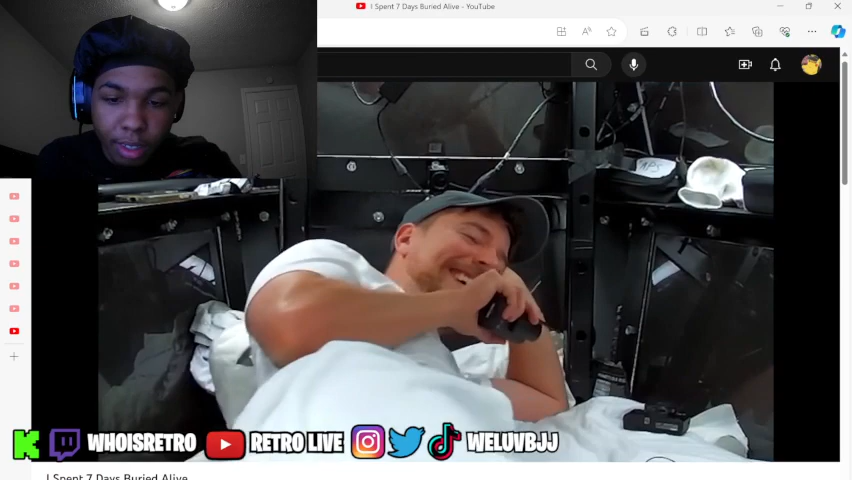 I Spent 7 Days Buried Alive - YouTube
WHOISRETRO RETRO LIVE WELUVBJJ
I Spent 7 Days Buried Alive